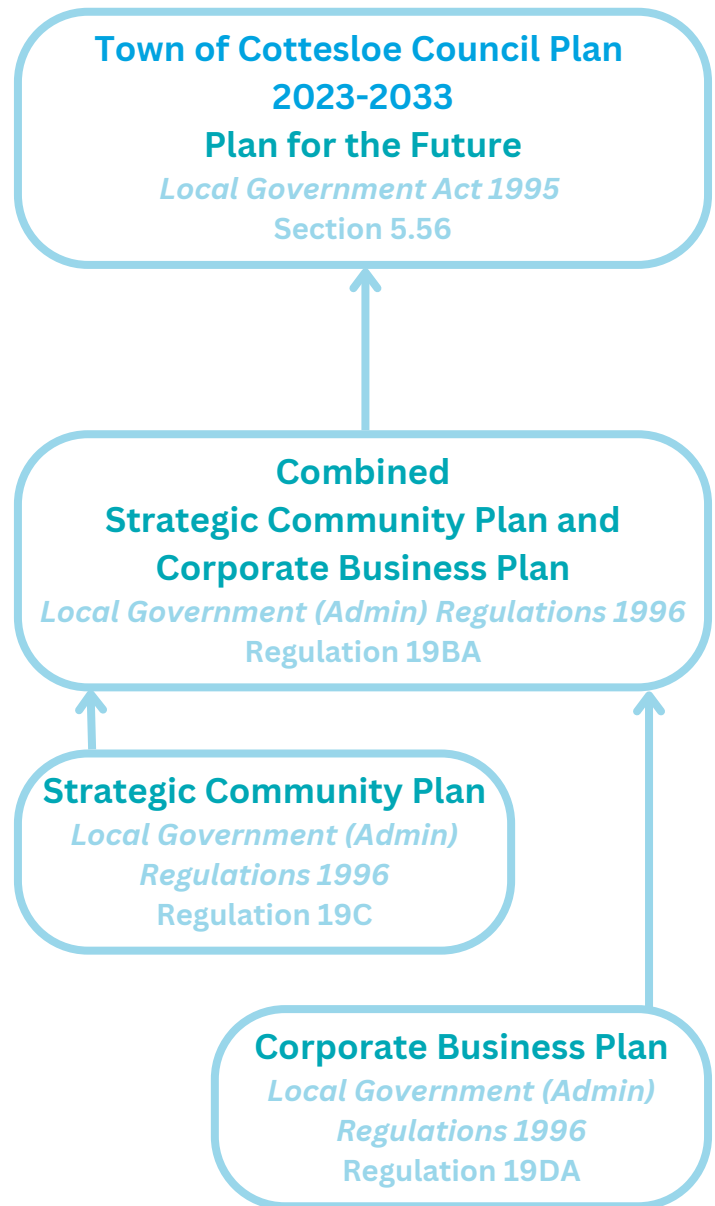 Town of Cottesloe Council Plan
2023-2033
Plan for the Future
Local Government Act 1995
Section 5.56
Combined
Strategic Community Plan and
Corporate Business Plan
Local Government (Admin) Regulations 1996
Regulation 19BA
Strategic Community Plan
Local Government (Admin)
Regulations 1996
Regulation 19C
Corporate Business Plan
Local Government (Admin)
Regulations 1996
Regulation 19DA